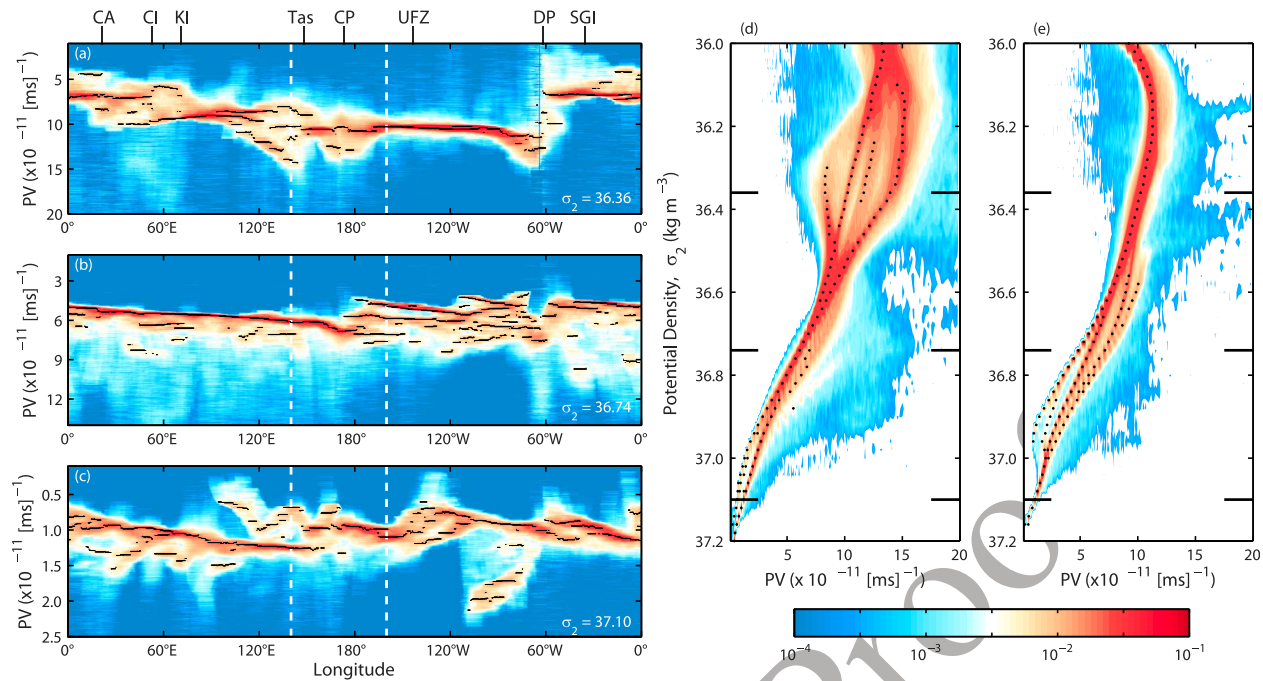 CA CI KI Tas CP UFZ DP SGI
(a)
PV (x10 ⁻¹¹ [ms]⁻¹)
5
10
15
20
0° 60°E 120°E 180° 120°W 60°W 0°
σ₂ = 36.36
(b)
PV (x10 ⁻¹¹ [ms]⁻¹)
3
6
9
12
0° 60°E 120°E 180° 120°W 60°W 0°
σ₂ = 36.74
(c)
PV (x10 ⁻¹¹ [ms]⁻¹)
0.5
1.0
1.5
2.0
2.5
0° 60°E 120°E 180° 120°W 60°W 0°
σ₂ = 37.10
Longitude
(d)
Potential Density, σ₂ (kg m⁻³)
36.0
36.2
36.4
36.6
36.8
37.0
37.2
5 10 15 20
PV (x 10 ⁻¹¹ [ms]⁻¹)
(e)
36.0
36.2
36.4
36.6
36.8
37.0
37.2
5 10 15 20
PV (x10 ⁻¹¹ [ms]⁻¹)
10⁻⁴ 10⁻³ 10⁻² 10⁻¹